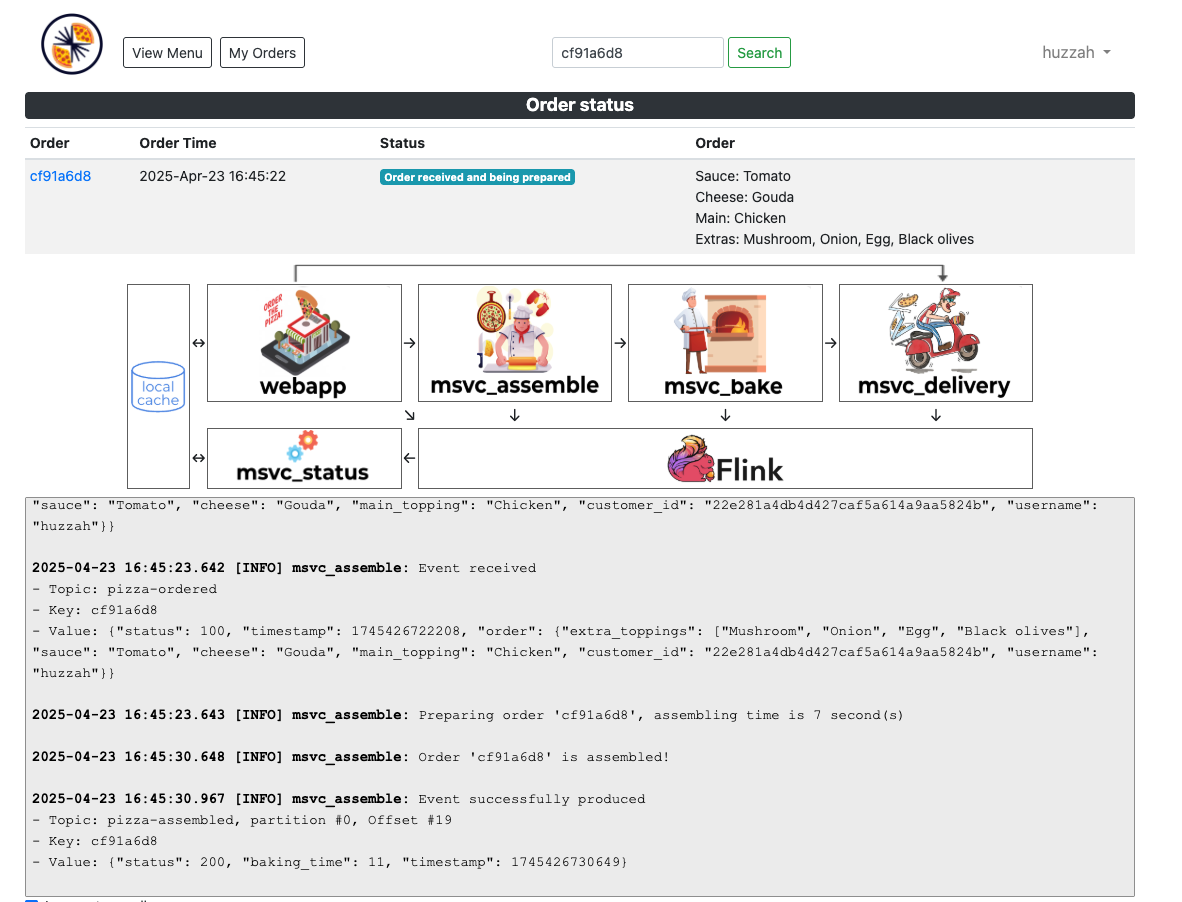 View Menu
My Orders
cf91a6d8
Search
huzzah
Order status
Order Order Time Status Order
cf91a6d8 2025-Apr-23 16:45:22 Order received and being prepared Sauce: Tomato
Cheese: Gouda
Main: Chicken
Extras: Mushroom, Onion, Egg, Black olives
ORDER
THE
PIZZA!
webapp
msvc_assemble
msvc_bake
msvc_delivery
local
cache
msvc_status
Flink
"sauce": "Tomato", "cheese": "Gouda", "main_topping": "Chicken", "customer_id": "22e281a4db4d427caf5a614a9aa5824b", "username":
"huzzah"}}
2025-04-23 16:45:23.642 [INFO] msvc_assemble: Event received
- Topic: pizza-ordered
- Key: cf91a6d8
- Value: {"status": 100, "timestamp": 1745426722208, "order": {"extra_toppings": ["Mushroom", "Onion", "Egg", "Black olives"],
"sauce": "Tomato", "cheese": "Gouda", "main_topping": "Chicken", "customer_id": "22e281a4db4d427caf5a614a9aa5824b", "username":
"huzzah"}}
2025-04-23 16:45:23.643 [INFO] msvc_assemble: Preparing order 'cf91a6d8', assembling time is 7 second(s)
2025-04-23 16:45:30.648 [INFO] msvc_assemble: Order 'cf91a6d8' is assembled!
2025-04-23 16:45:30.967 [INFO] msvc_assemble: Event successfully produced
- Topic: pizza-assembled, partition #0, Offset #19
- Key: cf91a6d8
- Value: {"status": 200, "baking_time": 11, "timestamp": 1745426730649}